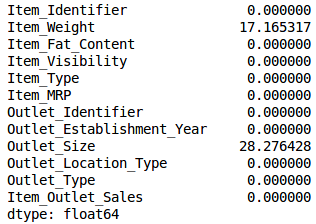 Item_Identifier 0.000000
Item_Weight 17.165317
Item_Fat_Content 0.000000
Item_Visibility 0.000000
Item_Type 0.000000
Item_MRP 0.000000
Outlet_Identifier 0.000000
Outlet_Establishment_Year 0.000000
Outlet_Size 28.276428
Outlet_Location_Type 0.000000
Outlet_Type 0.000000
Item_Outlet_Sales 0.000000
dtype: float64